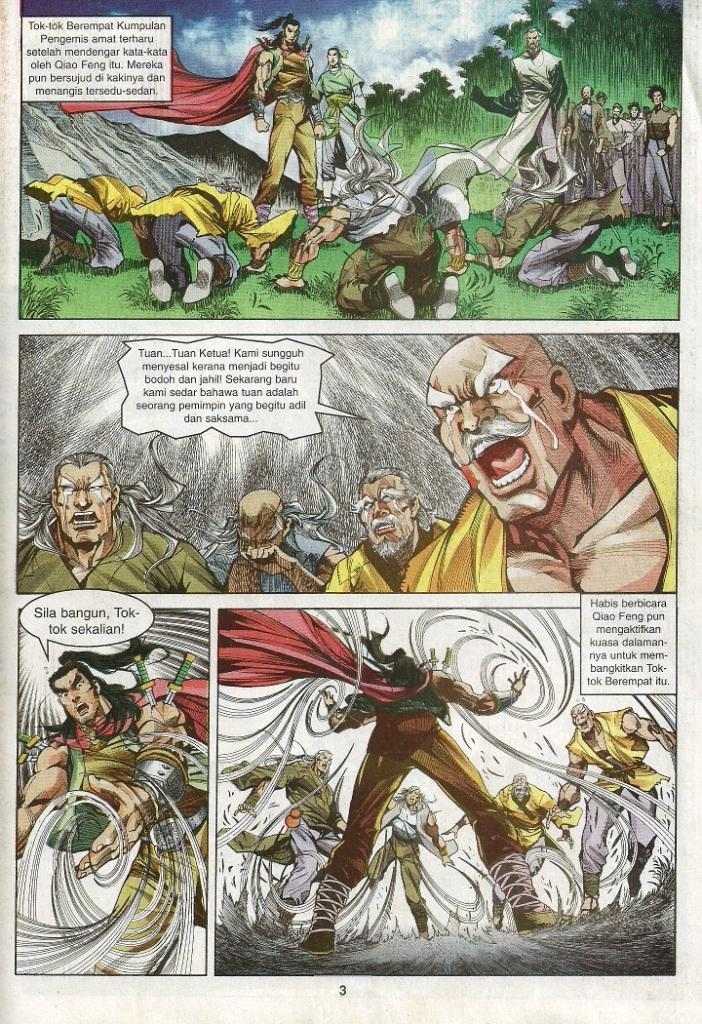 Tok-tok Berempat Kumpulan
Pengemis amat terharu
setelah mendengar kata-kata
oleh Qiao Feng itu. Mereka
pun bersujud di kakinya dan
menangis tersedu-sedan.
Tuan...Tuan Ketua! Kami sungguh
menyesal kerana menjadi begitu
bodoh dan jahil! Sekarang baru
kami sedar bahawa tuan adalah
seorang pemimpin yang begitu adil
dan saksama...
Sila bangun, Tok-
tok sekalian!
Habis berbicara
Qiao Feng pun
mengaktifkan
kuasa dalaman-
nya untuk mem-
bangkitkan Tok-
tok Berempat itu.
3